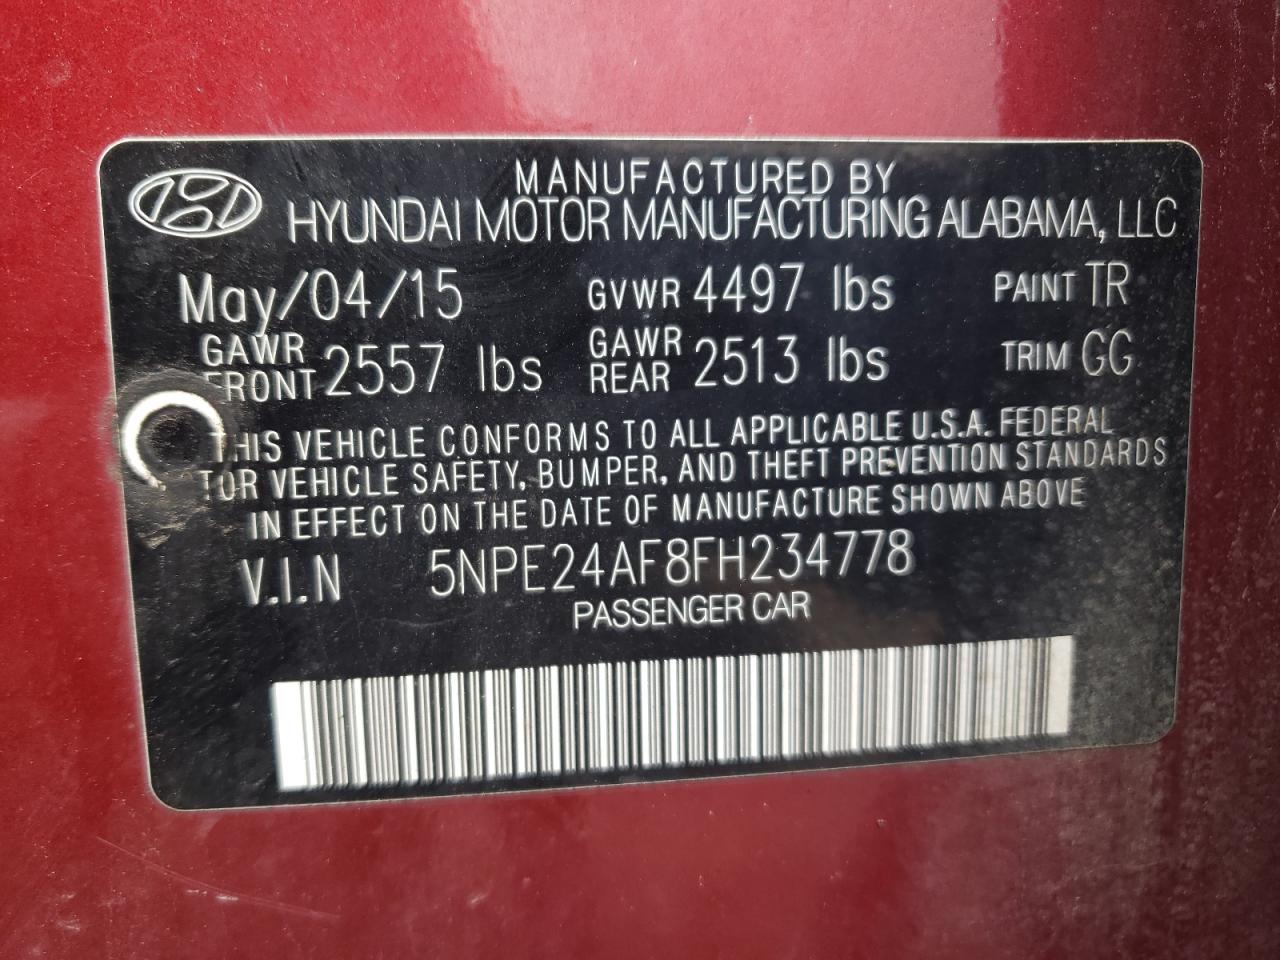 MANUFACTURED BY
HYUNDAI MOTOR MANUFACTURING ALABAMA, LLC
May/04/15 GVWR 4497 lbs PAINT TR
GAWR FRONT 2557 lbs GAWR REAR 2513 lbs TRIM GG
THIS VEHICLE CONFORMS TO ALL APPLICABLE U.S.A. FEDERAL
TOR VEHICLE SAFETY, BUMPER, AND THEFT PREVENTION STANDARDS
IN EFFECT ON THE DATE OF MANUFACTURE SHOWN ABOVE
V.I.N 5NPE24AF8FH234778
PASSENGER CAR